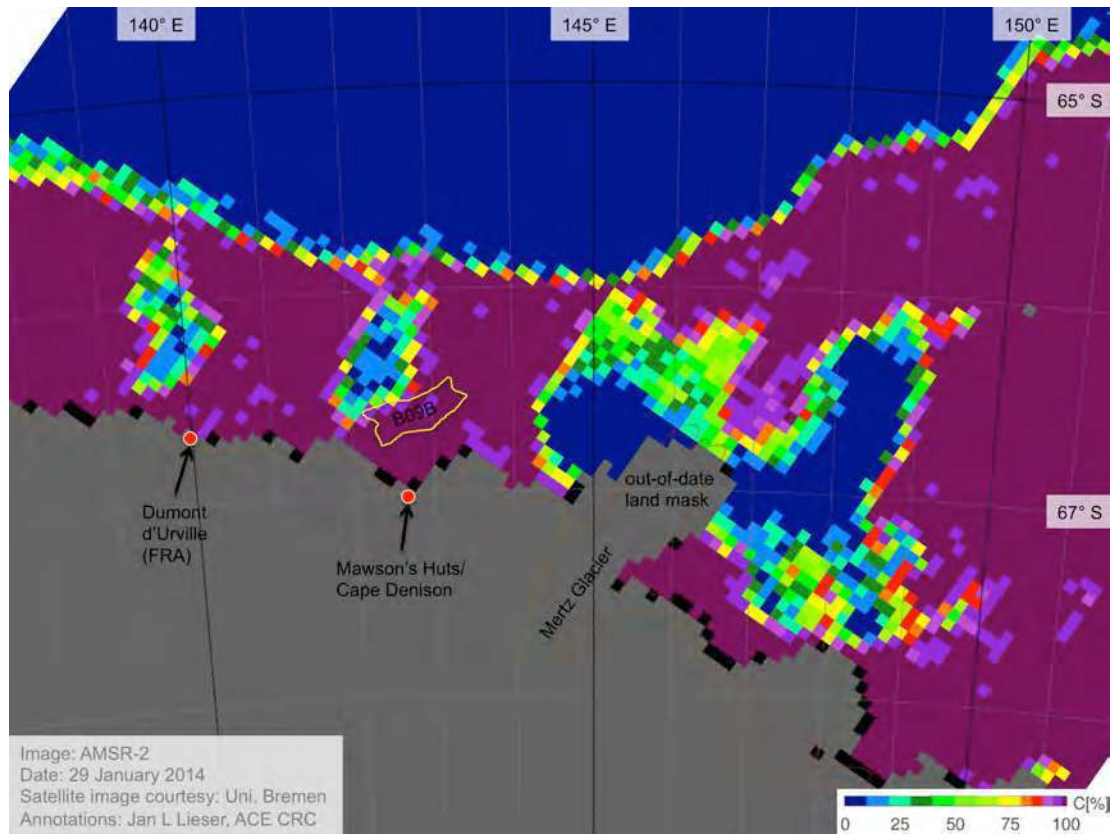 140° E
145° E
150° E
65° S
B09B
out-of-date
land mask
67° S
Dumont
d'Urville
(FRA)
Mawson's Huts/
Cape Denison
Mertz Glacier
Image: AMSR-2
Date: 29 January 2014
Satellite image courtesy: Uni. Bremen
Annotations: Jan L Lieser, ACE CRC
C[%]
0 25 50 75 100